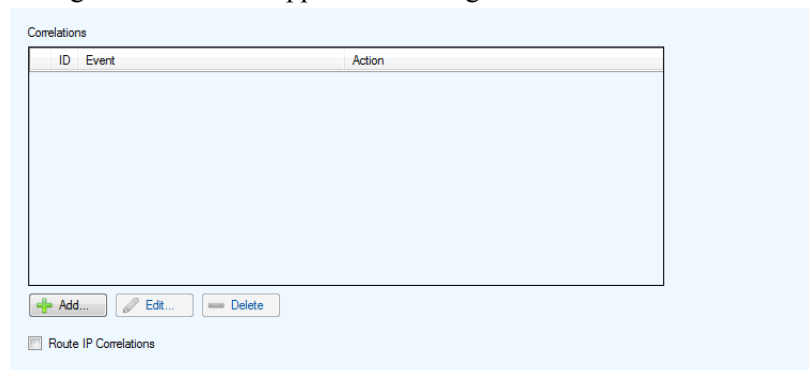 Correlations
ID Event Action
Add... Edit... Delete
Route IP Correlations